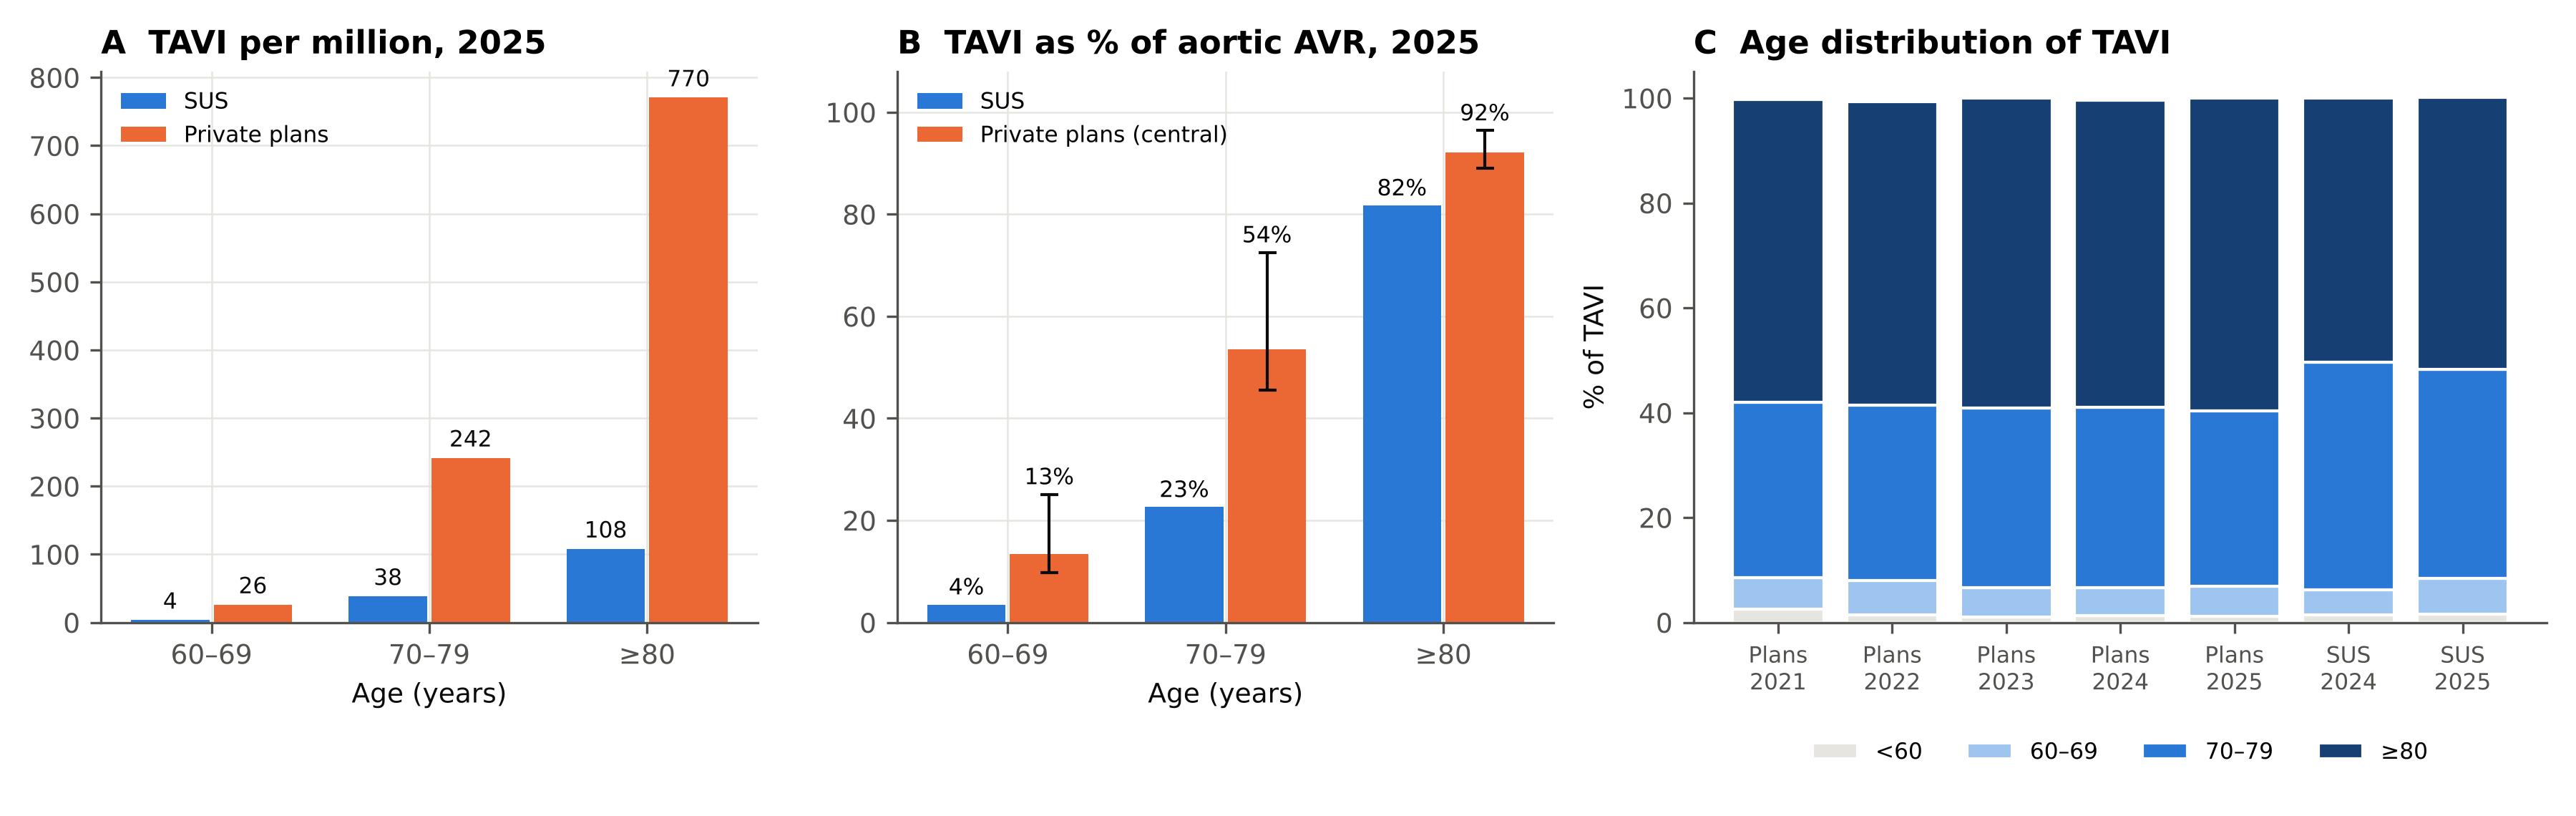 A TAVI per million, 2025
800
700
600
500
400
300
200
100
0
SUS
Private plans
4
26
38
242
108
770
60–69
70–79
≥80
Age (years)
B TAVI as % of aortic AVR, 2025
100
80
60
40
20
0
SUS
Private plans (central)
4%
13%
23%
54%
82%
92%
60–69
70–79
≥80
Age (years)
C Age distribution of TAVI
% of TAVI
100
80
60
40
20
0
Plans
2021
Plans
2022
Plans
2023
Plans
2024
Plans
2025
SUS
2024
SUS
2025
<60
60–69
70–79
≥80